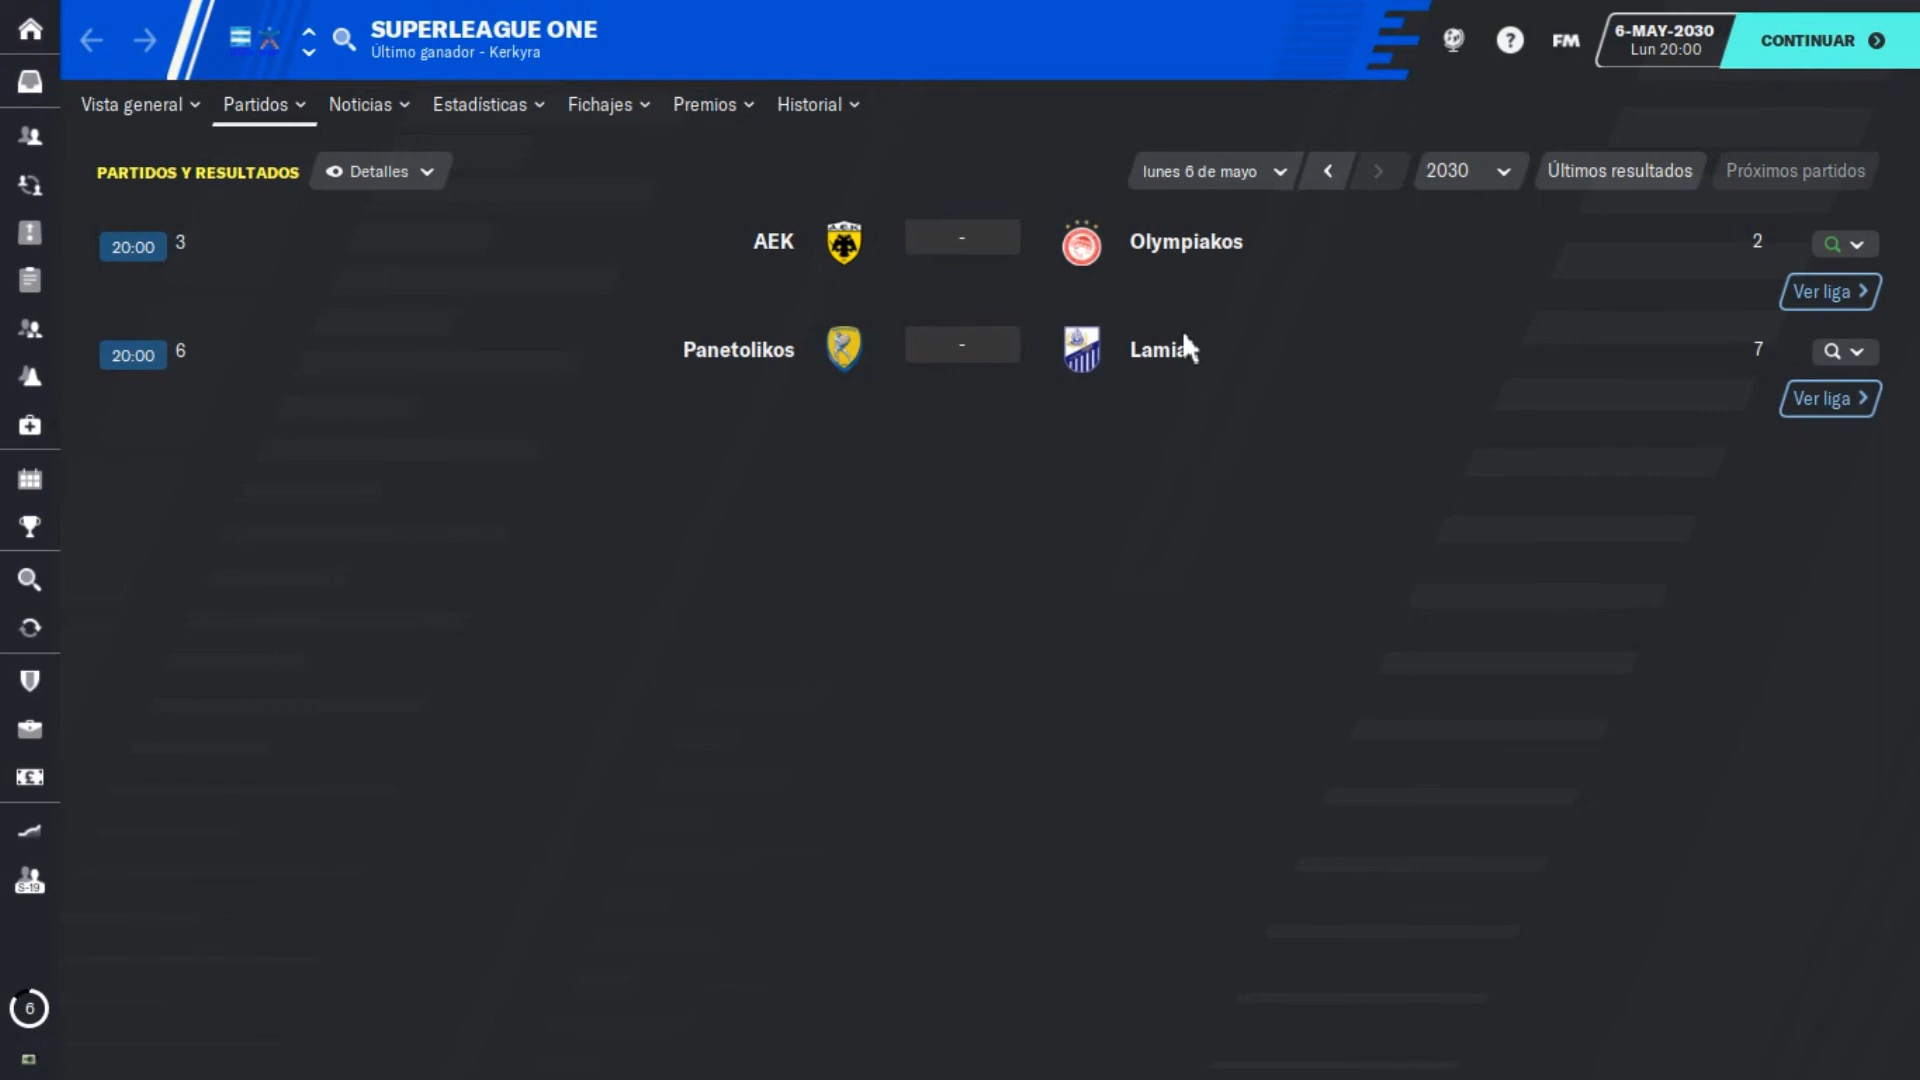 SUPERLEAGUE ONE
Último ganador - Kerkyra
FM
6-MAY-2030
Lun 20:00
CONTINUAR
Vista general
Partidos
Noticias
Estadísticas
Fichajes
Premios
Historial
PARTIDOS Y RESULTADOS
Detalles
lunes 6 de mayo
2030
Últimos resultados
Próximos partidos
20:00 3 AEK - Olympiakos 2
Ver liga
20:00 6 Panetolikos - Lamia 7
Ver liga
S-19
6